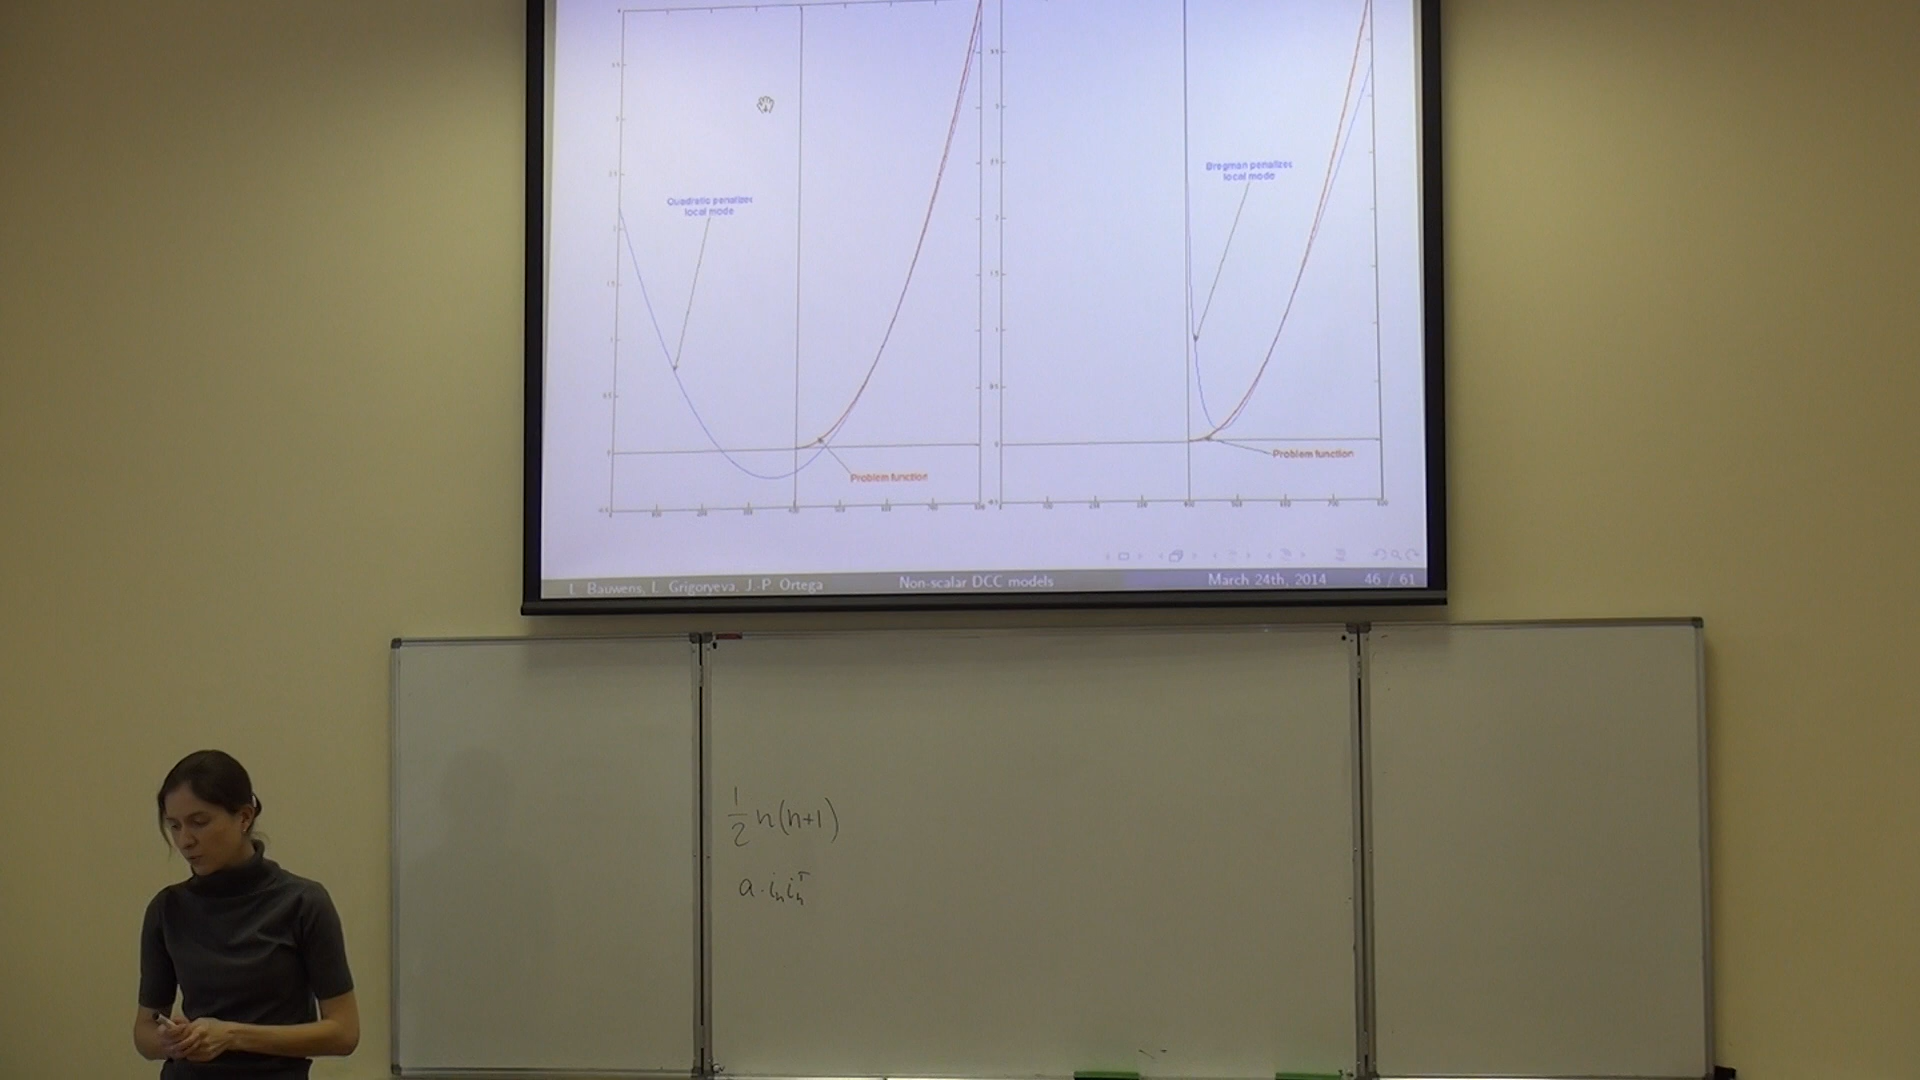 Quadratic penalizes
local mode
Bregman penalizes
local mode
Problem function
Problem function
L. Bauwens, L. Grigoryeva, J.-P. Ortega
Non-scalar DCC models
March 24th, 2014
46 / 61
1/2 n(n+1)
a · iₙiₙᵀ